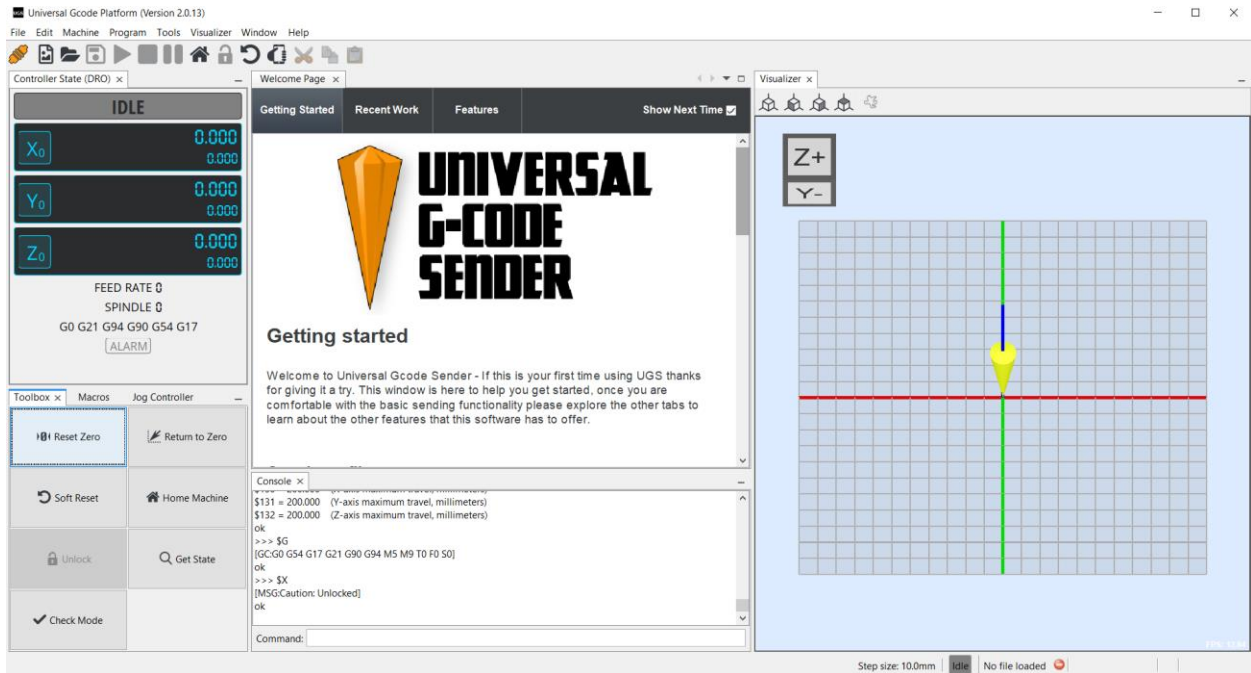 Universal Gcode Platform (Version 2.0.13)
File Edit Machine Program Tools Visualizer Window Help
Controller State (DRO)
IDLE
X0 0.000
0.000
Y0 0.000
0.000
Z0 0.000
0.000
FEED RATE 0
SPINDLE 0
G0 G21 G94 G90 G54 G17
ALARM
Toolbox Macros Jog Controller
Reset Zero Return to Zero
Soft Reset Home Machine
Unlock Get State
Check Mode
Welcome Page
Getting Started Recent Work Features Show Next Time
UNIVERSAL
G-CODE
SENDER
Getting started
Welcome to Universal Gcode Sender - If this is your first time using UGS thanks
for giving it a try. This window is here to help you get started, once you are
comfortable with the basic sending functionality please explore the other tabs to
learn about the other features that this software has to offer.
Console
$131 = 200.000 (Y-axis maximum travel, millimeters)
$132 = 200.000 (Z-axis maximum travel, millimeters)
ok
>>> $G
[GC:G0 G54 G17 G21 G90 G94 M5 M9 T0 F0 S0]
ok
>>> $X
[MSG:Caution: Unlocked]
ok
Command:
Visualizer
Z+
Y-
Step size: 10.0mm Idle No file loaded